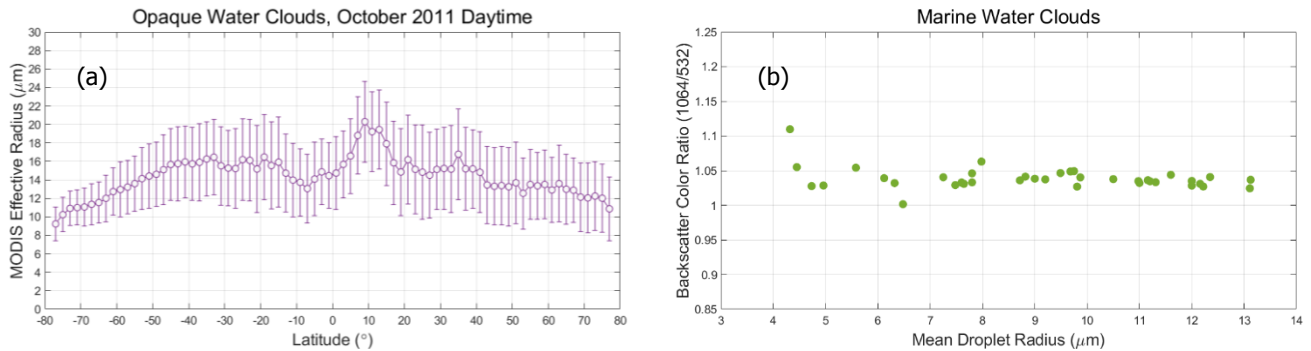 Opaque Water Clouds, October 2011 Daytime
(a)
MODIS Effective Radius (μm)
30
28
26
24
22
20
18
16
14
12
10
8
6
4
2
0
-80 -70 -60 -50 -40 -30 -20 -10 0 10 20 30 40 50 60 70 80
Latitude (°)
Marine Water Clouds
(b)
Backscatter Color Ratio (1064/532)
1.25
1.2
1.15
1.1
1.05
1
0.95
0.9
0.85
3 4 5 6 7 8 9 10 11 12 13 14
Mean Droplet Radius (μm)